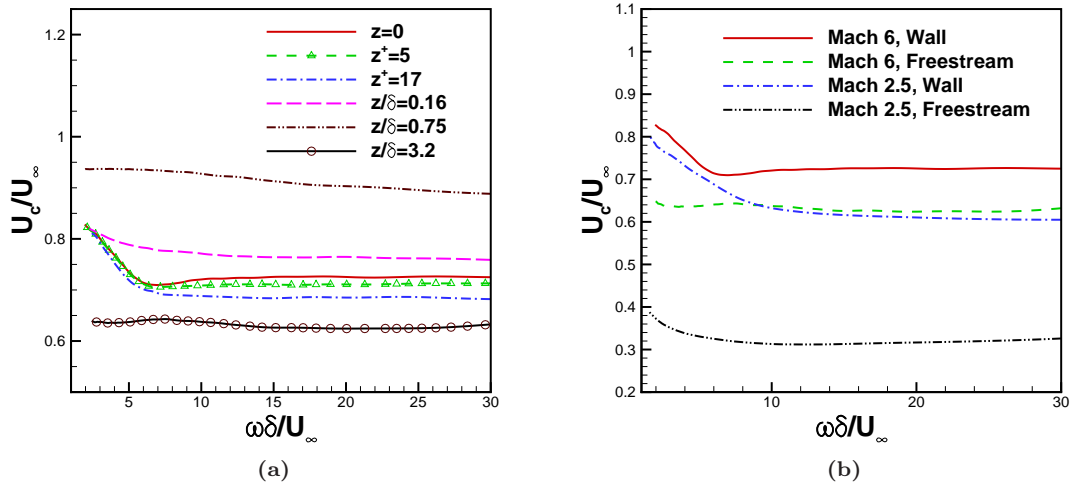 1.2
1
0.8
0.6
U_c/U_∞
z=0
z⁺=5
z⁺=17
z/δ=0.16
z/δ=0.75
z/δ=3.2
5 10 15 20 25 30
ωδ/U_∞
(a)
1.1
1
0.9
0.8
0.7
0.6
0.5
0.4
0.3
0.2
U_c/U_∞
Mach 6, Wall
Mach 6, Freestream
Mach 2.5, Wall
Mach 2.5, Freestream
10 20 30
ωδ/U_∞
(b)